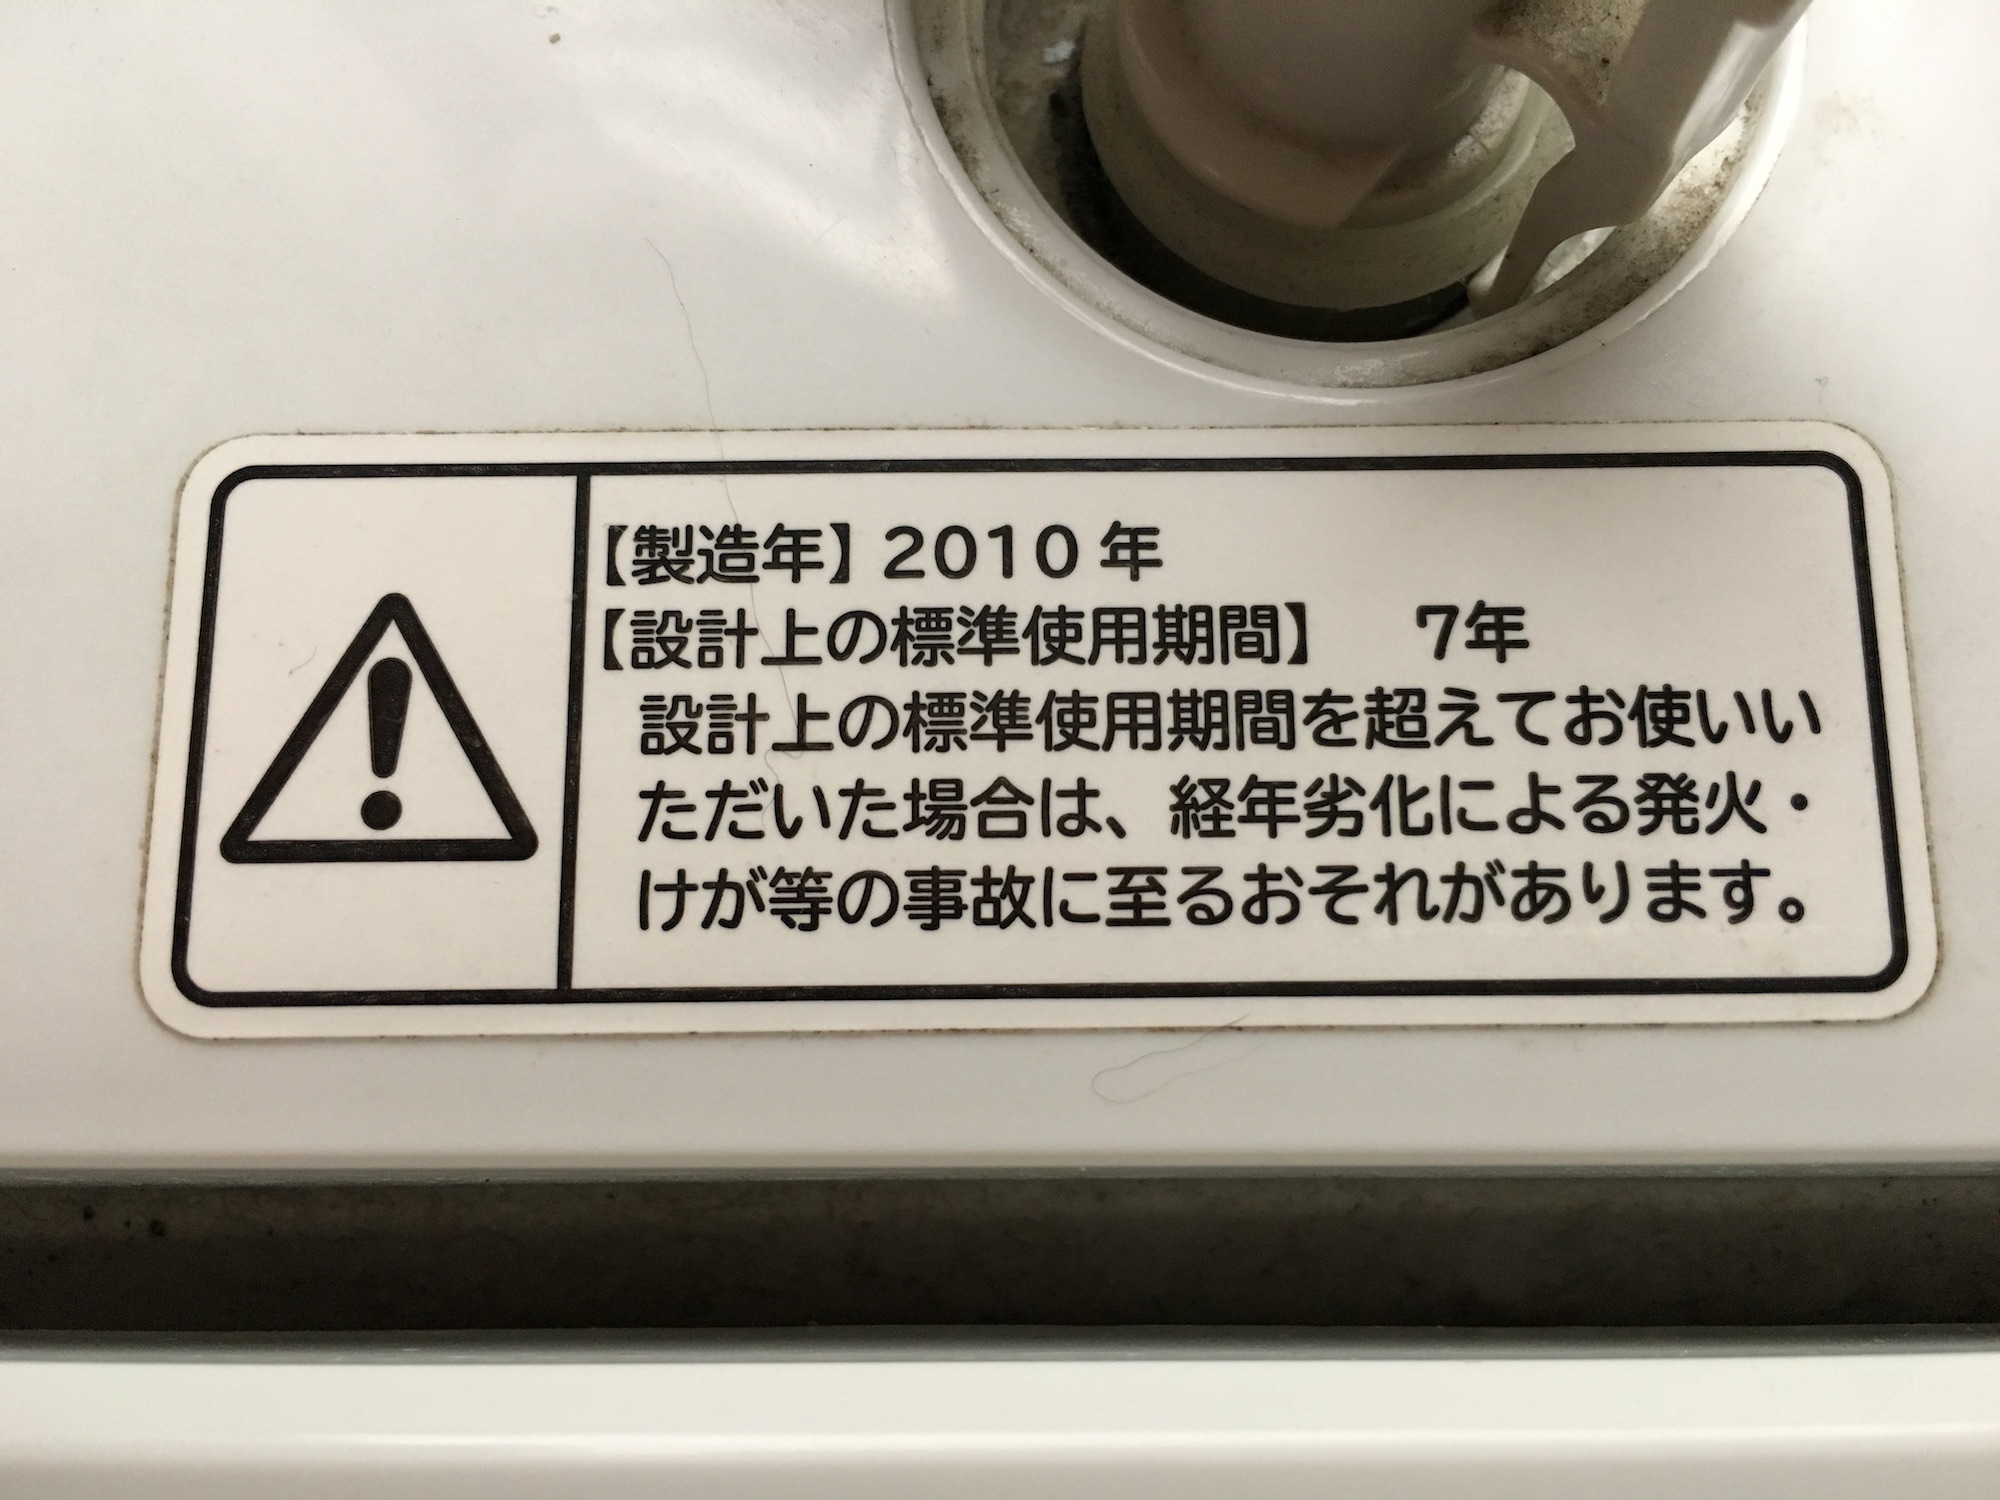 【製造年】2010年
【設計上の標準使用期間】 7年
設計上の標準使用期間を超えてお使いい
ただいた場合は、経年劣化による発火・
けが等の事故に至るおそれがあります。